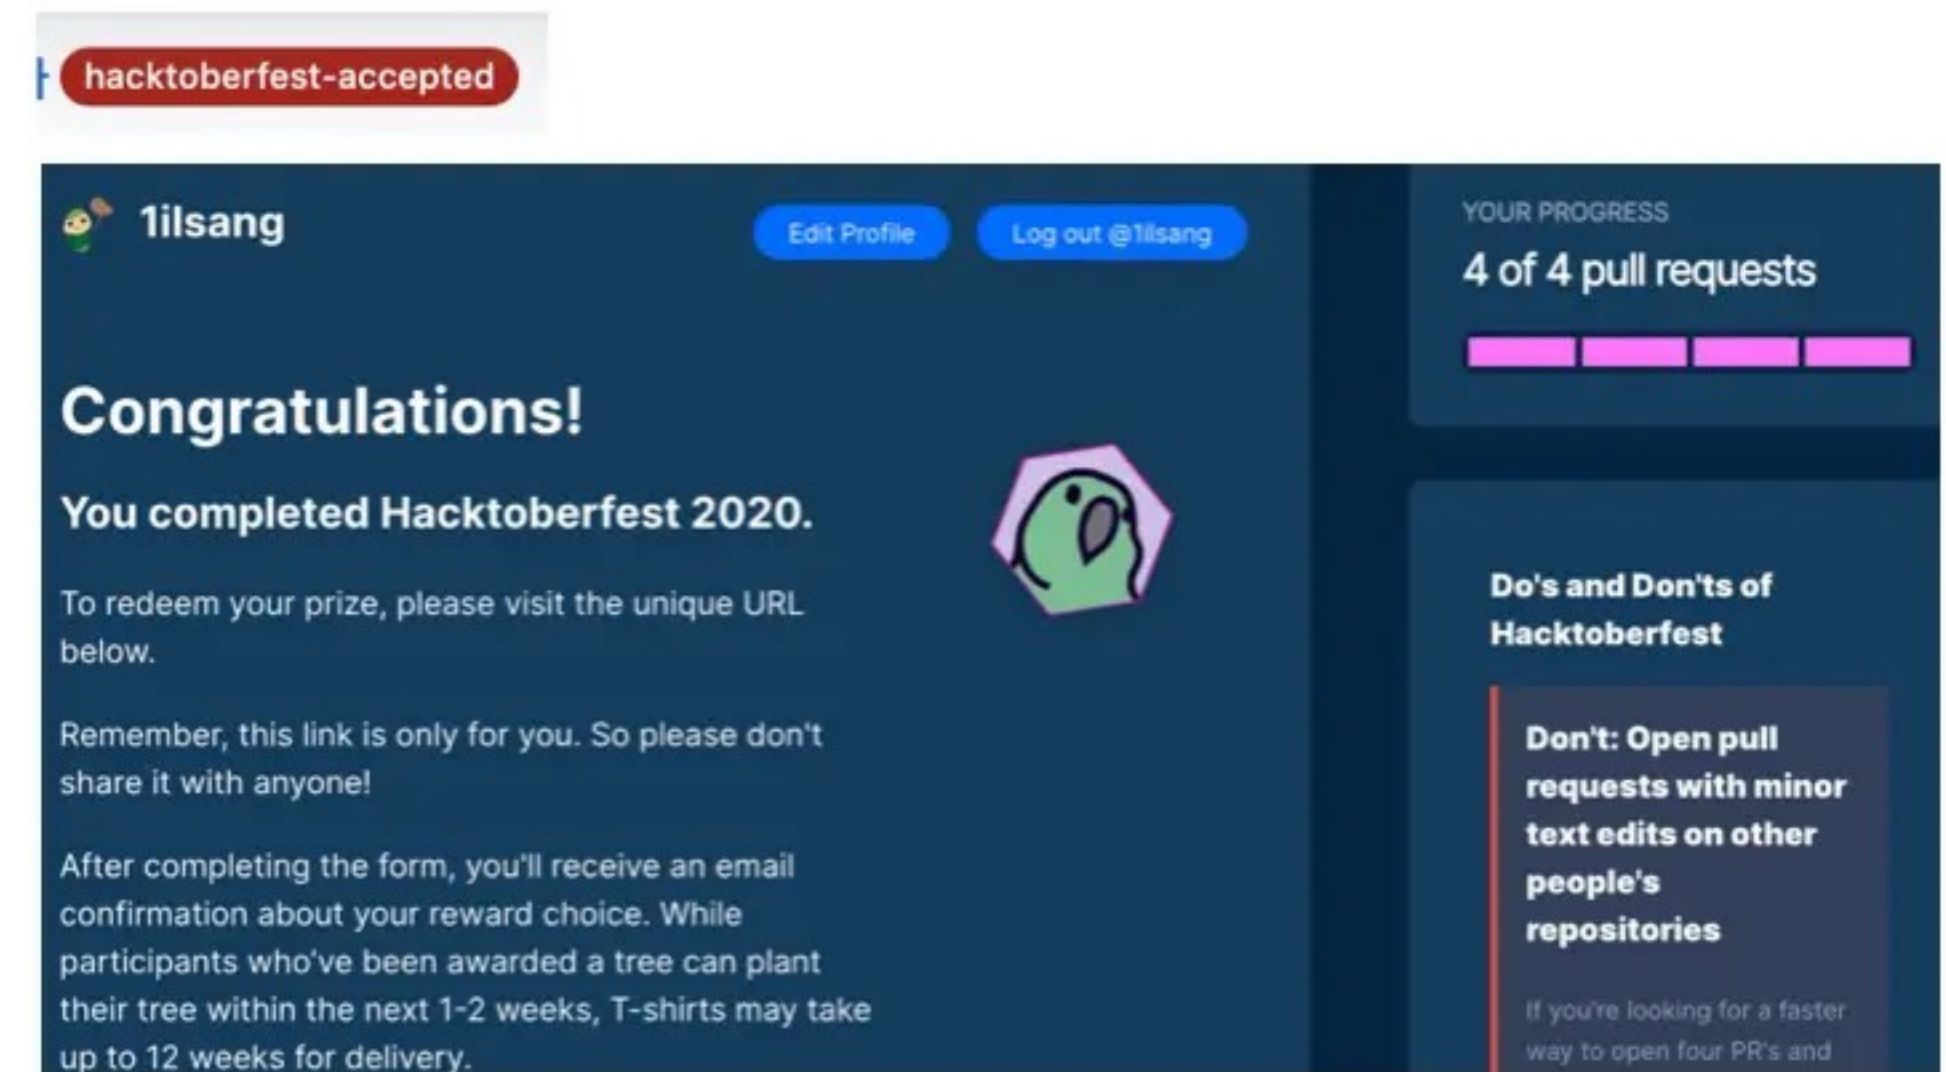 hacktoberfest-accepted
1ilsang
Edit Profile
Log out @1ilsang
Congratulations!
You completed Hacktoberfest 2020.
To redeem your prize, please visit the unique URL
below.
Remember, this link is only for you. So please don't
share it with anyone!
After completing the form, you'll receive an email
confirmation about your reward choice. While
participants who've been awarded a tree can plant
their tree within the next 1-2 weeks, T-shirts may take
up to 12 weeks for delivery.
YOUR PROGRESS
4 of 4 pull requests
Do's and Don'ts of
Hacktoberfest
Don't: Open pull
requests with minor
text edits on other
people's
repositories
If you're looking for a faster
way to open four PR's and